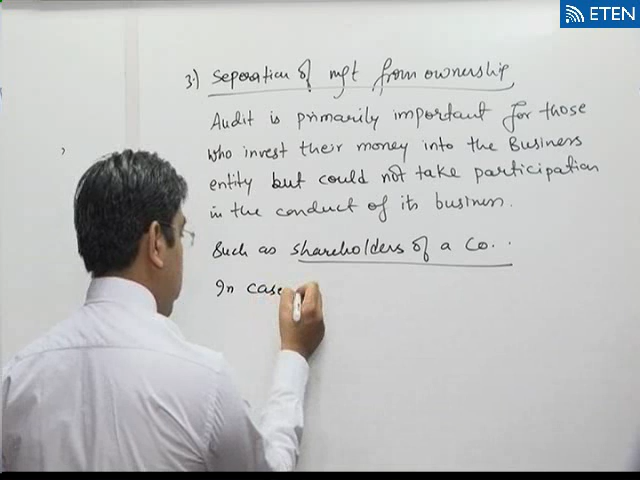 ETEN
3.) Seperation of mgt from ownership
Audit is primarily important for those
who invest their money into the Business
entity but could not take participation
in the conduct of its business.
Such as shareholders of a Co..
In case